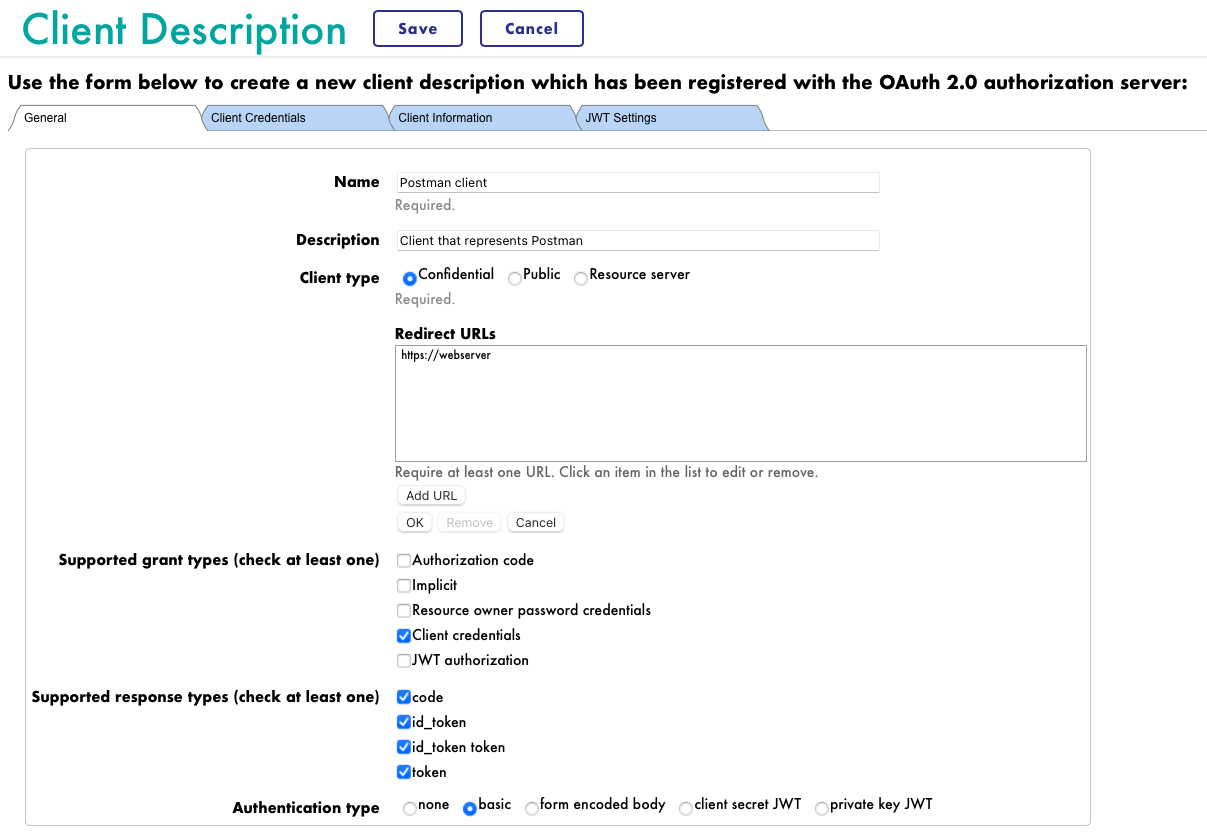 Client Description Save Cancel
Use the form below to create a new client description which has been registered with the OAuth 2.0 authorization server:
General Client Credentials Client Information JWT Settings
Name Postman client
Required.
Description Client that represents Postman
Client type Confidential Public Resource server
Required.
Redirect URLs
https://webserver
Require at least one URL. Click an item in the list to edit or remove.
Add URL
OK Remove Cancel
Supported grant types (check at least one) Authorization code
Implicit
Resource owner password credentials
Client credentials
JWT authorization
Supported response types (check at least one) code
id_token
id_token token
token
Authentication type none basic form encoded body client secret JWT private key JWT